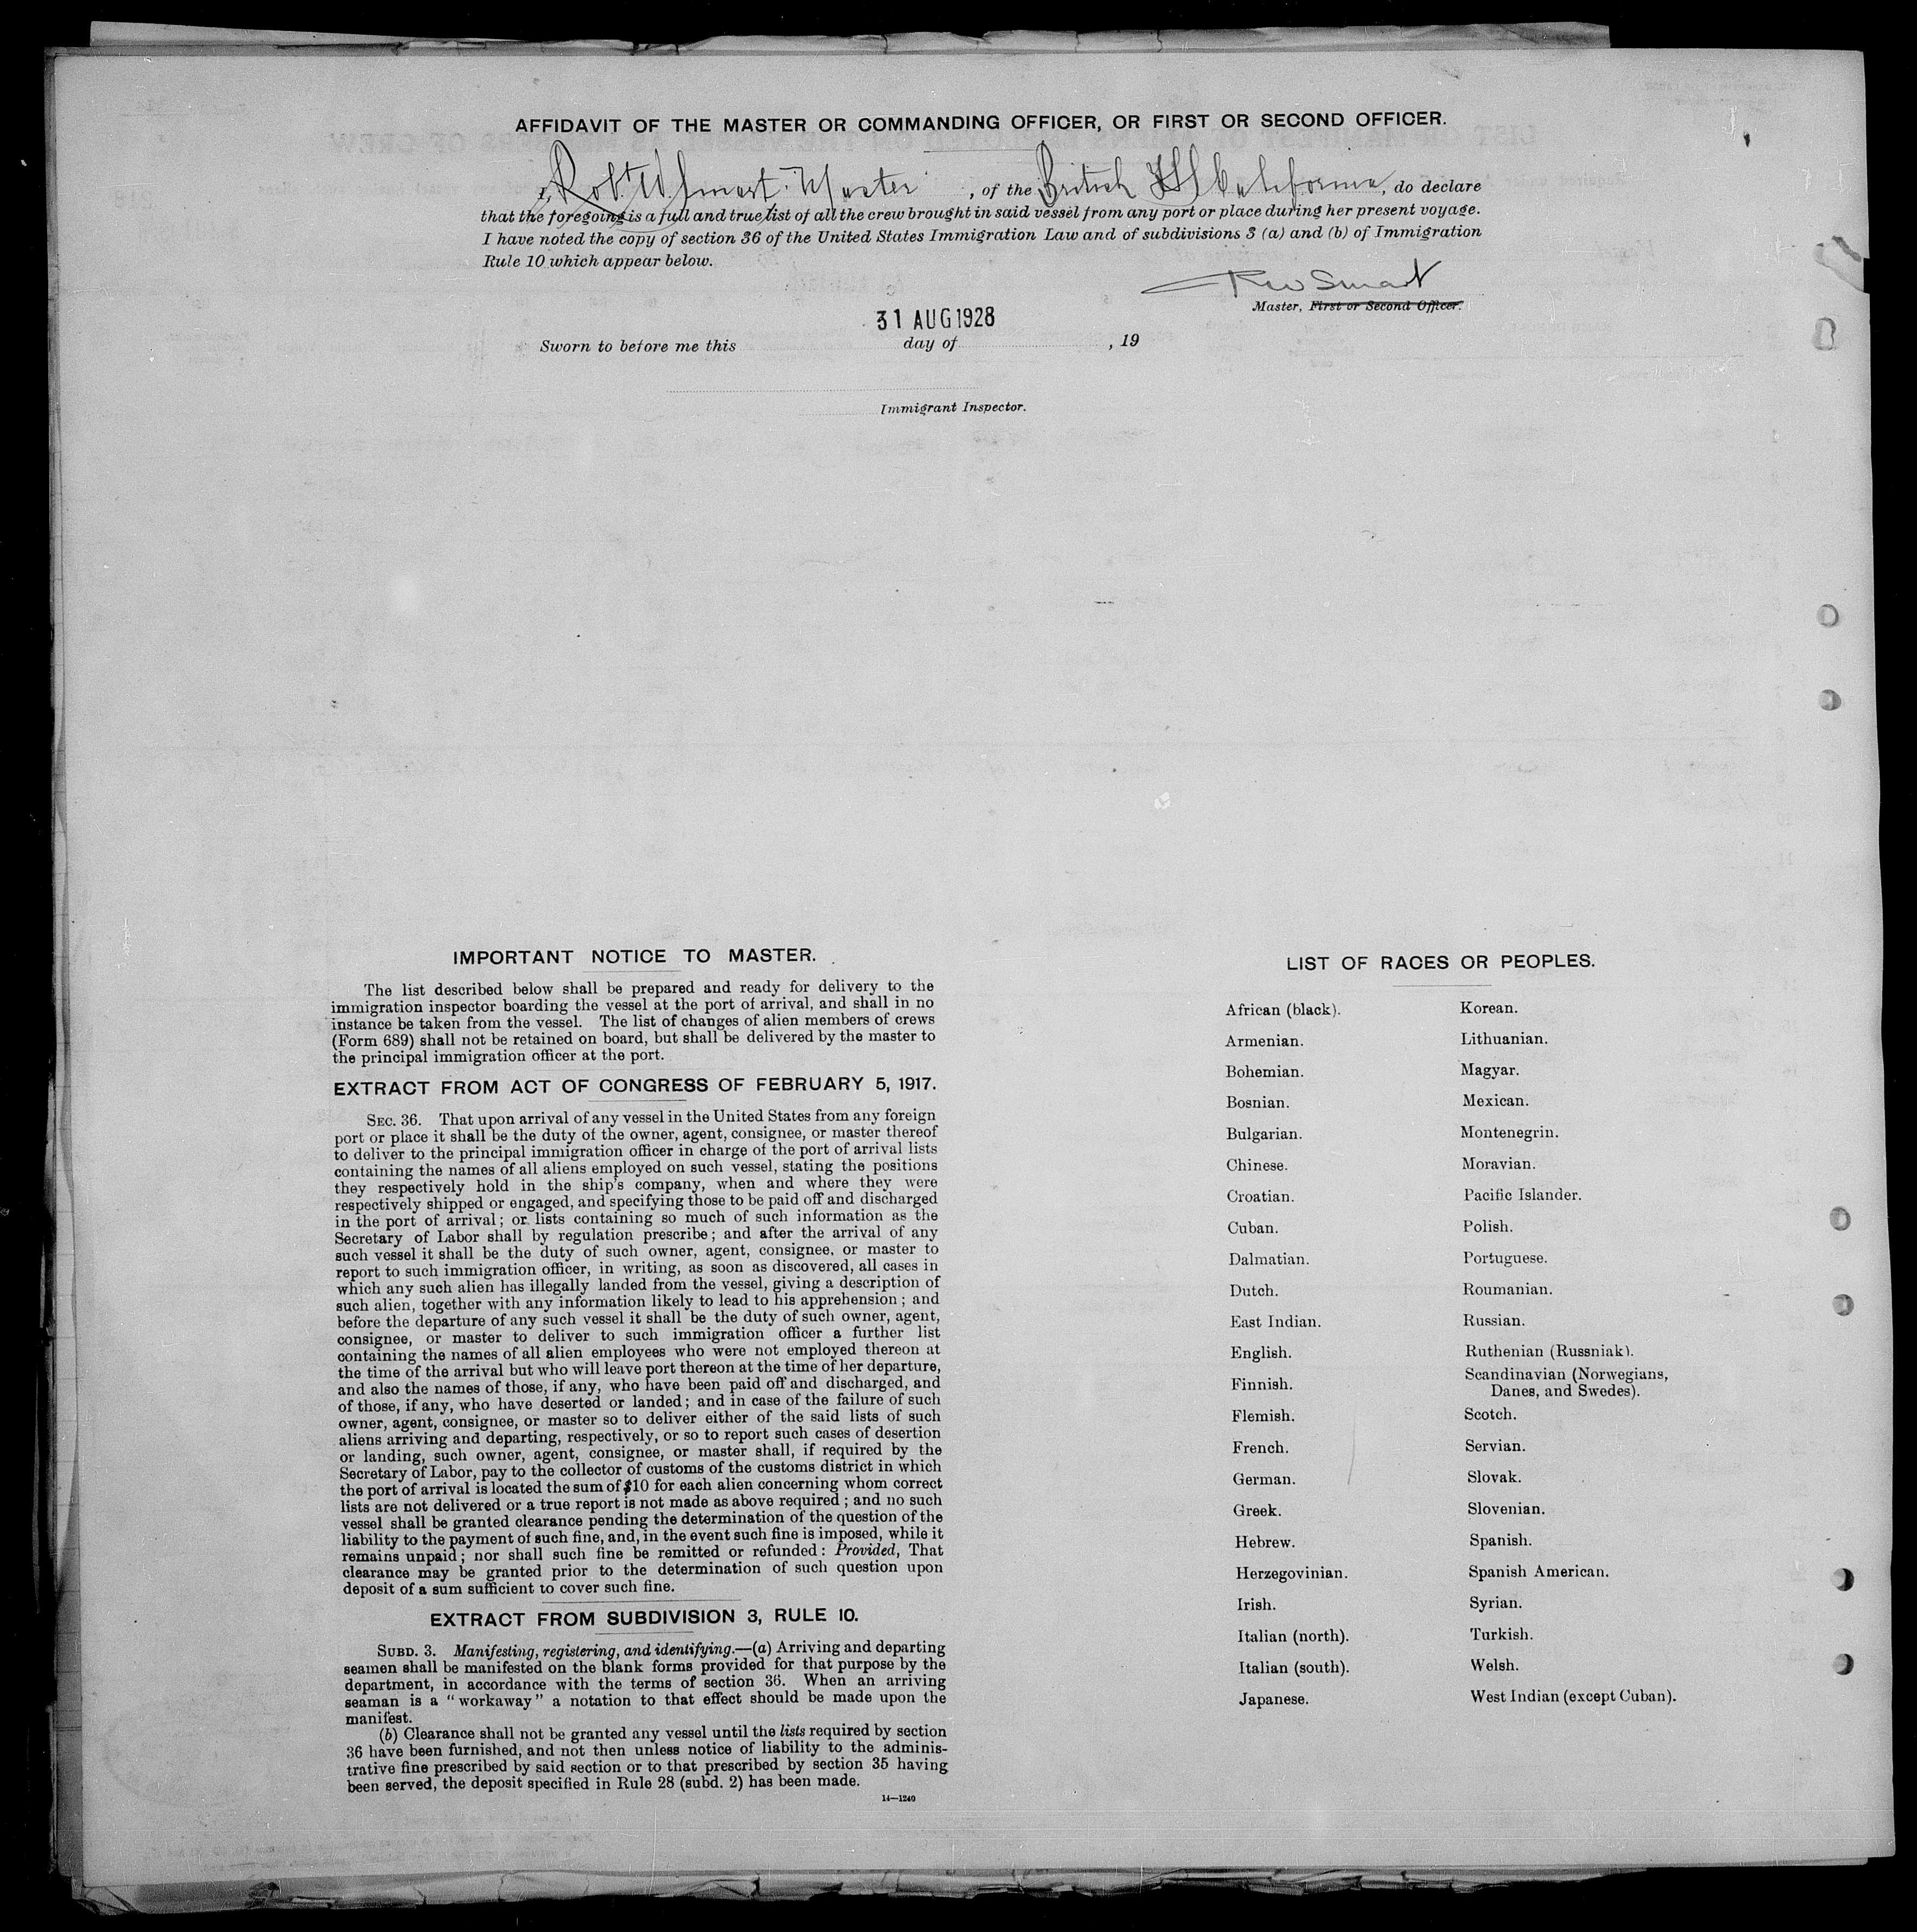 AFFIDAVIT OF THE MASTER OR COMMANDING OFFICER, OR FIRST OR SECOND OFFICER.
I, Robt. W. Smart. Master, of the British California, do declare
that the foregoing is a full and true list of all the crew brought in said vessel from any port or place during her present voyage.
I have noted the copy of section 36 of the United States Immigration Law and of subdivisions 3 (a) and (b) of Immigration
Rule 10 which appear below.
R W Smart
Master, First or Second Officer.
31 AUG 1928
Sworn to before me this day of , 19
Immigrant Inspector.
IMPORTANT NOTICE TO MASTER.
The list described below shall be prepared and ready for delivery to the
immigration inspector boarding the vessel at the port of arrival, and shall in no
instance be taken from the vessel. The list of changes of alien members of crews
(Form 689) shall not be retained on board, but shall be delivered by the master to
the principal immigration officer at the port.
EXTRACT FROM ACT OF CONGRESS OF FEBRUARY 5, 1917.
SEC. 36. That upon arrival of any vessel in the United States from any foreign
port or place it shall be the duty of the owner, agent, consignee, or master thereof
to deliver to the principal immigration officer in charge of the port of arrival lists
containing the names of all aliens employed on such vessel, stating the positions
they respectively hold in the ship's company, when and where they were
respectively shipped or engaged, and specifying those to be paid off and discharged
in the port of arrival; or lists containing so much of such information as the
Secretary of Labor shall by regulation prescribe; and after the arrival of any
such vessel it shall be the duty of such owner, agent, consignee, or master to
report to such immigration officer, in writing, as soon as discovered, all cases in
which any such alien has illegally landed from the vessel, giving a description of
such alien, together with any information likely to lead to his apprehension; and
before the departure of any such vessel it shall be the duty of such owner, agent,
consignee, or master to deliver to such immigration officer a further list
containing the names of all alien employees who were not employed thereon at
the time of the arrival but who will leave port thereon at the time of her departure,
and also the names of those, if any, who have been paid off and discharged, and
of those, if any, who have deserted or landed; and in case of the failure of such
owner, agent, consignee, or master so to deliver either of the said lists of such
aliens arriving and departing, respectively, or so to report such cases of desertion
or landing, such owner, agent, consignee, or master shall, if required by the
Secretary of Labor, pay to the collector of customs of the customs district in which
the port of arrival is located the sum of $10 for each alien concerning whom correct
lists are not delivered or a true report is not made as above required; and no such
vessel shall be granted clearance pending the determination of the question of the
liability to the payment of such fine, and, in the event such fine is imposed, while it
remains unpaid; nor shall such fine be remitted or refunded: Provided, That
clearance may be granted prior to the determination of such question upon
deposit of a sum sufficient to cover such fine.
EXTRACT FROM SUBDIVISION 3, RULE 10.
SUBD. 3. Manifesting, registering, and identifying.—(a) Arriving and departing
seamen shall be manifested on the blank forms provided for that purpose by the
department, in accordance with the terms of section 36. When an arriving
seaman is a "workaway" a notation to that effect should be made upon the
manifest.
(b) Clearance shall not be granted any vessel until the lists required by section
36 have been furnished, and not then unless notice of liability to the adminis-
trative fine prescribed by said section or to that prescribed by section 35 having
been served, the deposit specified in Rule 28 (subd. 2) has been made.
14—1240
LIST OF RACES OR PEOPLES.
African (black).
Armenian.
Bohemian.
Bosnian.
Bulgarian.
Chinese.
Croatian.
Cuban.
Dalmatian.
Dutch.
East Indian.
English.
Finnish.
Flemish.
French.
German.
Greek.
Hebrew.
Herzegovinian.
Irish.
Italian (north).
Italian (south).
Japanese.
Korean.
Lithuanian.
Magyar.
Mexican.
Montenegrin.
Moravian.
Pacific Islander.
Polish.
Portuguese.
Roumanian.
Russian.
Ruthenian (Russniak).
Scandinavian (Norwegians,
Danes, and Swedes).
Scotch.
Servian.
Slovak.
Slovenian.
Spanish.
Spanish American.
Syrian.
Turkish.
Welsh.
West Indian (except Cuban).